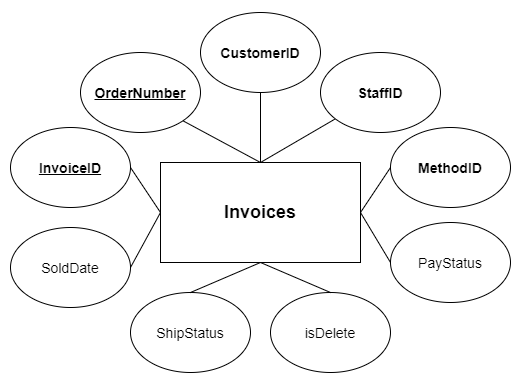 CustomerID
OrderNumber
StaffID
InvoiceID
MethodID
Invoices
SoldDate
PayStatus
ShipStatus
isDelete